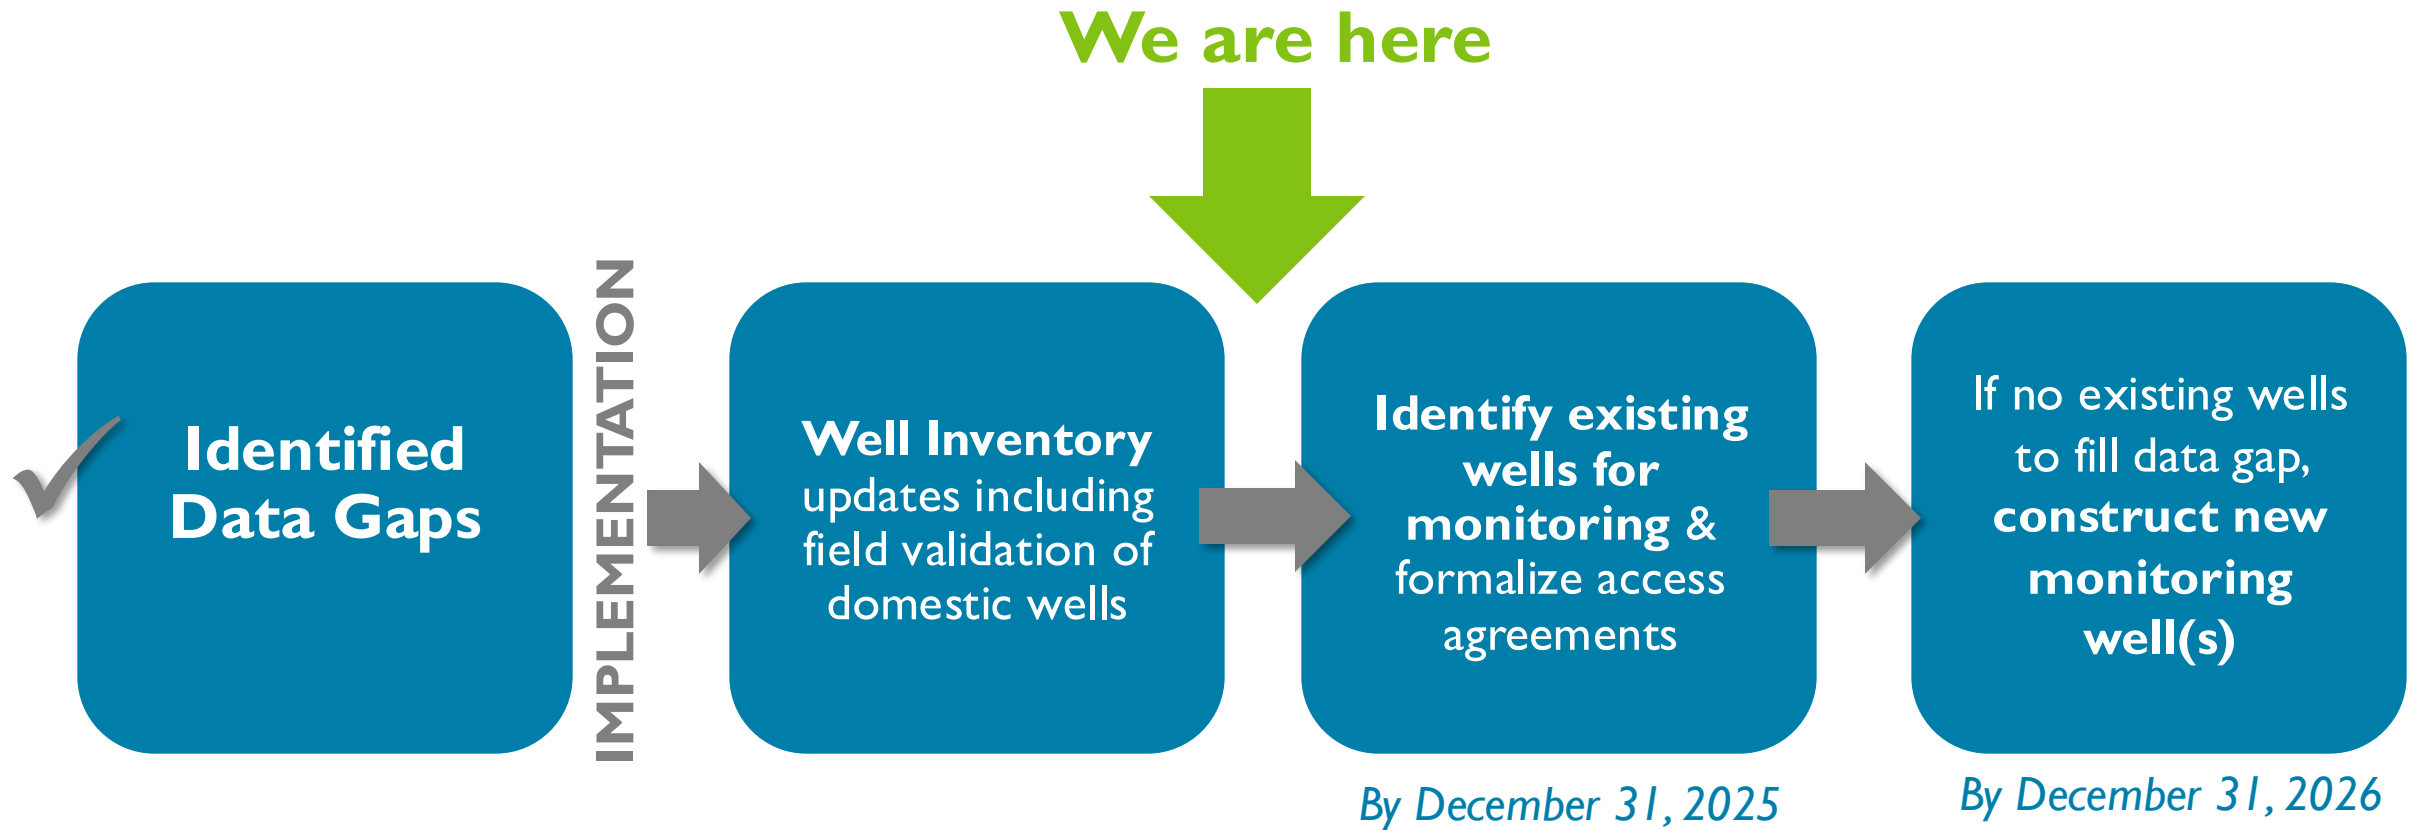 We are here
Identified
Data Gaps
IMPLEMENTATION
Well Inventory
updates including
field validation of
domestic wells
Identify existing
wells for
monitoring &
formalize access
agreements
By December 31, 2025
If no existing wells
to fill data gap,
construct new
monitoring
well(s)
By December 31, 2026